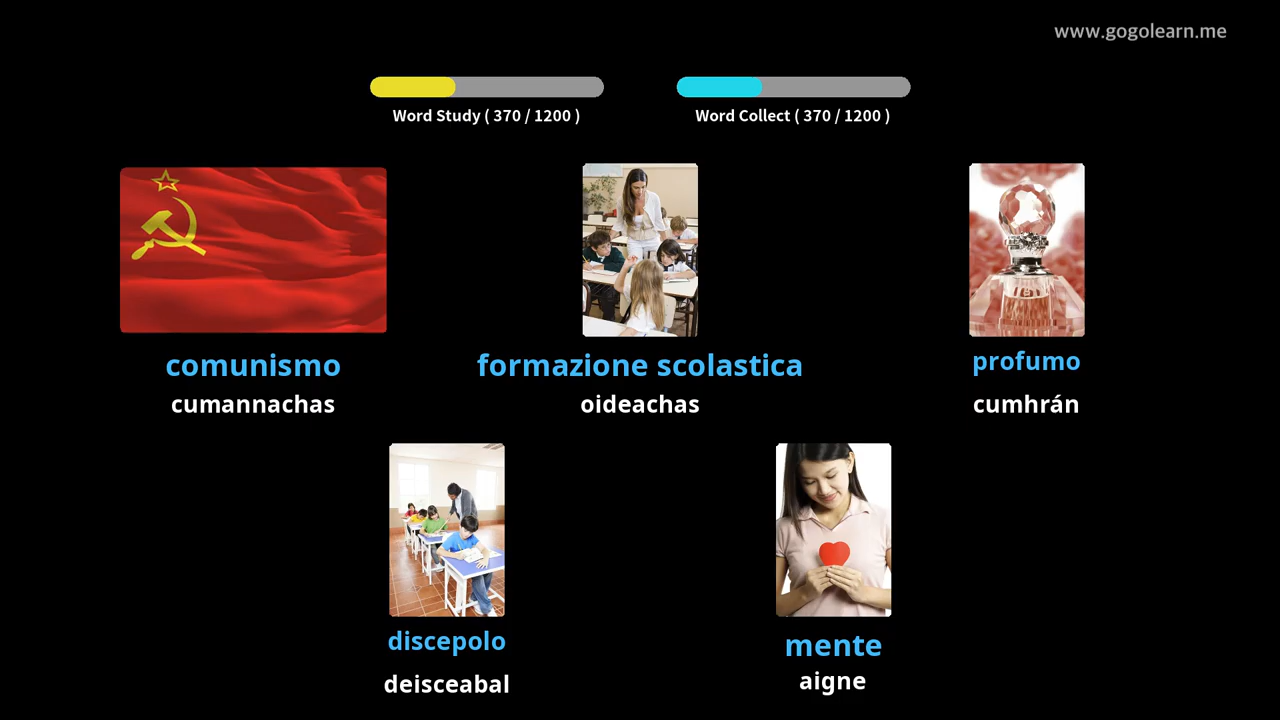 www.gogolearn.me
Word Study ( 370 / 1200 )
Word Collect ( 370 / 1200 )
comunismo
cumannachas
formazione scolastica
oideachas
profumo
cumhrán
discepolo
deisceabal
mente
aigne